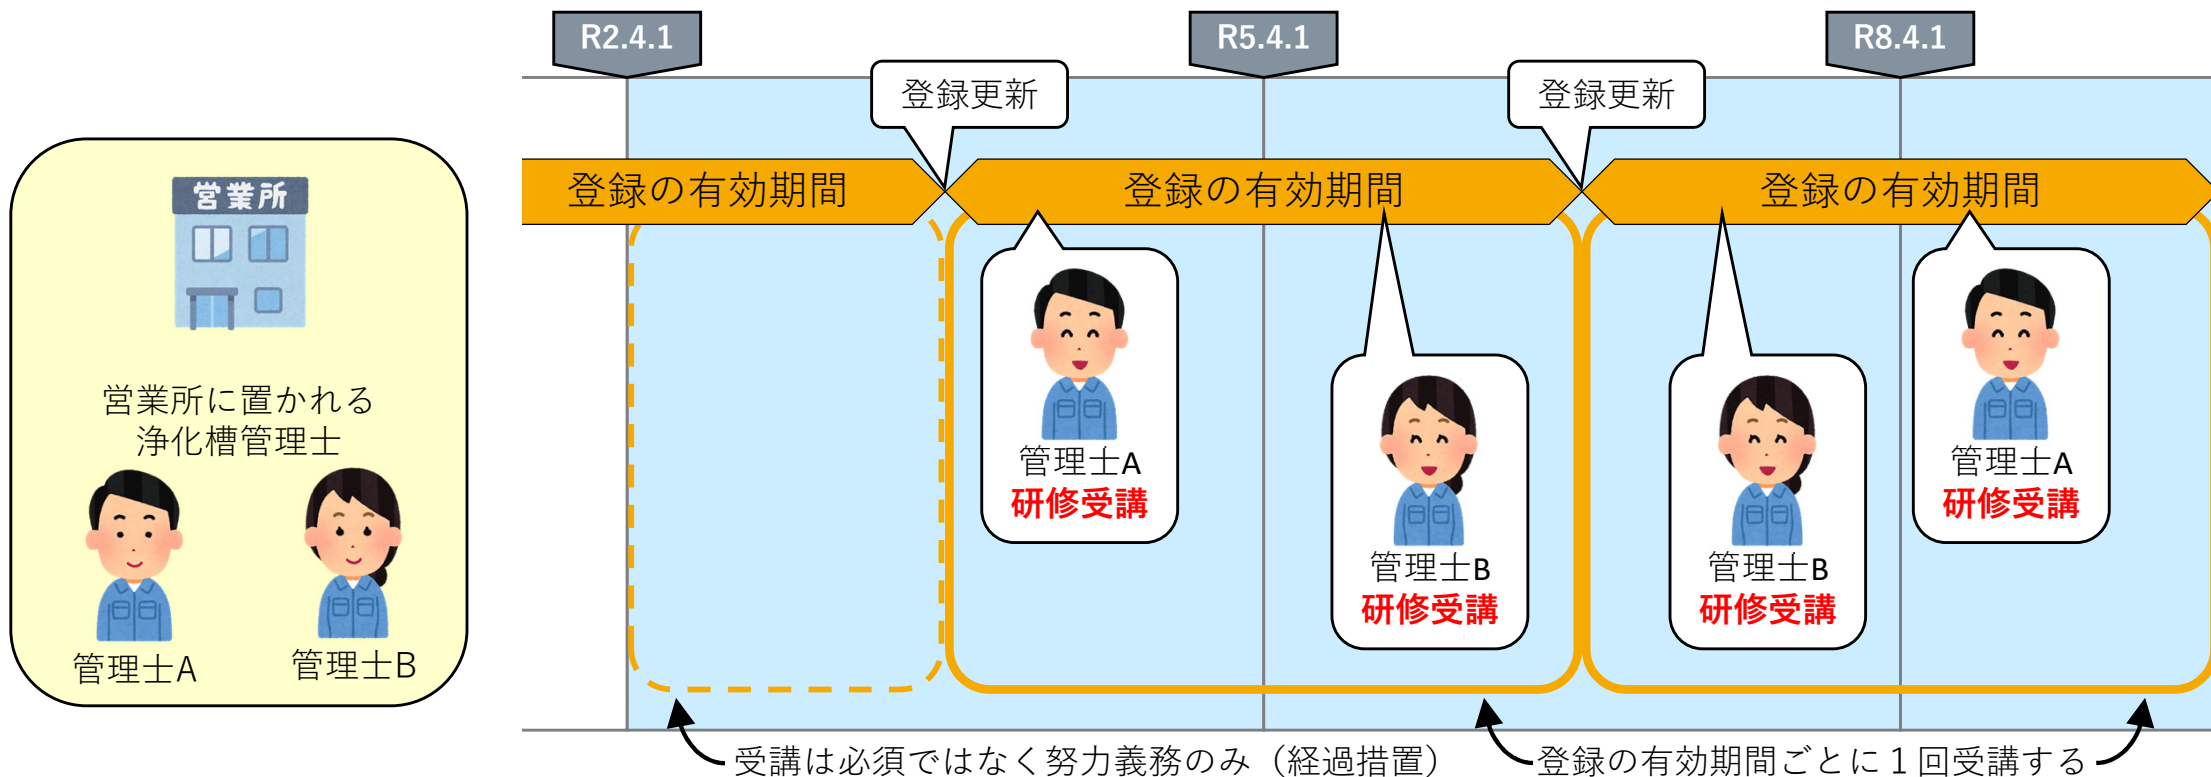 R2.4.1
R5.4.1
R8.4.1
登録更新
登録更新
登録の有効期間
登録の有効期間
登録の有効期間
営業所
営業所に置かれる
浄化槽管理士
管理士A
管理士B
管理士A
研修受講
管理士B
研修受講
管理士B
研修受講
管理士A
研修受講
受講は必須ではなく努力義務のみ（経過措置）
登録の有効期間ごとに１回受講する